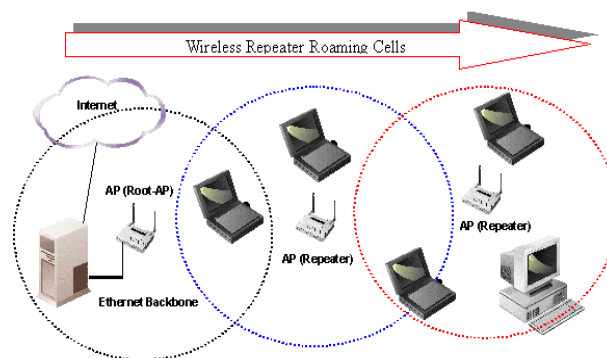 Wireless Repeater Roaming Cells
Internet
AP (Root-AP)
AP (Repeater)
AP (Repeater)
Ethernet Backbone